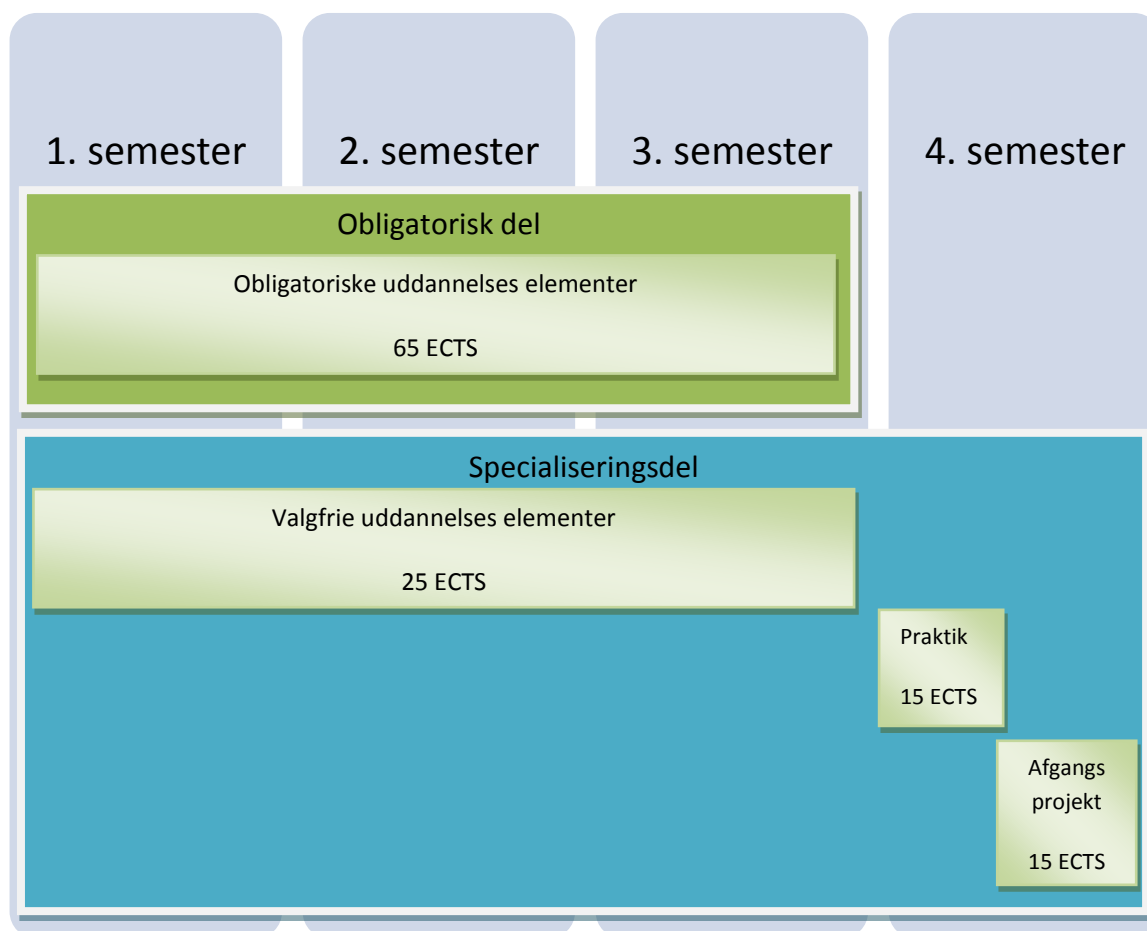 1. semester
2. semester
3. semester
4. semester
Obligatorisk del
Obligatoriske uddannelses elementer
65 ECTS
Specialiseringsdel
Valgfrie uddannelses elementer
25 ECTS
Praktik
15 ECTS
Afgangs
projekt
15 ECTS